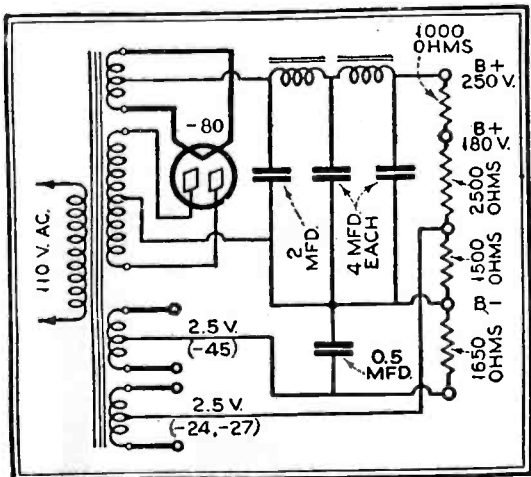 1000
OHMS
B+
250 V.
-80
B+
180 V.
2500
OHMS
110 V. AC.
2
MFD.
4 MFD.
EACH
1500
OHMS
B-
2.5 V.
(-45)
0.5
MFD.
1650
OHMS
2.5 V.
(-24,-27)